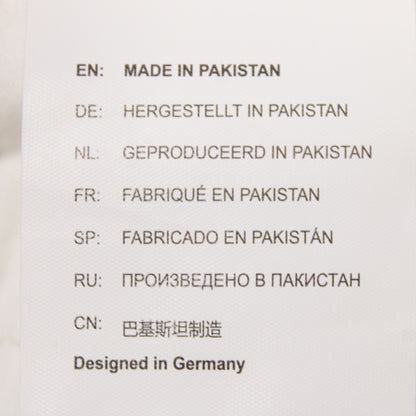 EN: MADE IN PAKISTAN
DE: HERGESTELLT IN PAKISTAN
NL: GEPRODUCEERD IN PAKISTAN
FR: FABRIQUÉ EN PAKISTAN
SP: FABRICADO EN PAKISTÁN
RU: ПРОИЗВЕДЕНО В ПАКИСТАН
CN: 巴基斯坦制造
Designed in Germany